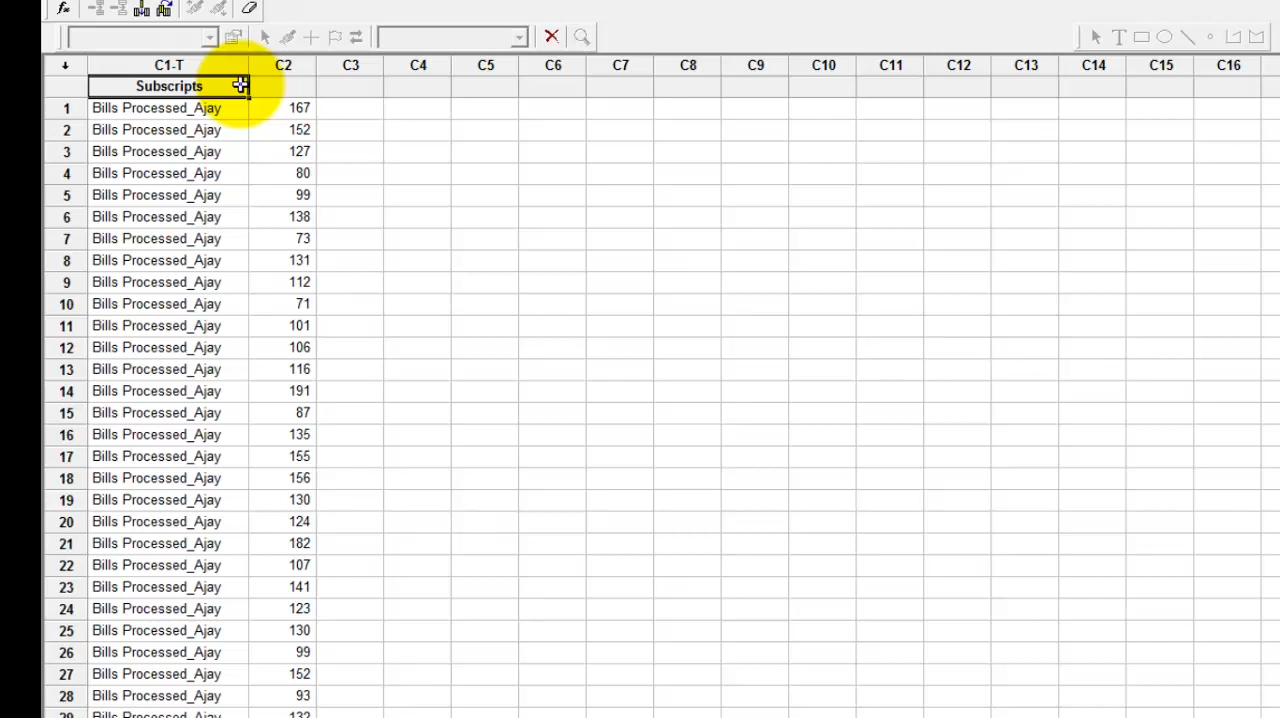 C1-T C2 C3 C4 C5 C6 C7 C8 C9 C10 C11 C12 C13 C14 C15 C16
Subscripts
1 Bills Processed_Ajay 167
2 Bills Processed_Ajay 152
3 Bills Processed_Ajay 127
4 Bills Processed_Ajay 80
5 Bills Processed_Ajay 99
6 Bills Processed_Ajay 138
7 Bills Processed_Ajay 73
8 Bills Processed_Ajay 131
9 Bills Processed_Ajay 112
10 Bills Processed_Ajay 71
11 Bills Processed_Ajay 101
12 Bills Processed_Ajay 106
13 Bills Processed_Ajay 116
14 Bills Processed_Ajay 191
15 Bills Processed_Ajay 87
16 Bills Processed_Ajay 135
17 Bills Processed_Ajay 155
18 Bills Processed_Ajay 156
19 Bills Processed_Ajay 130
20 Bills Processed_Ajay 124
21 Bills Processed_Ajay 182
22 Bills Processed_Ajay 107
23 Bills Processed_Ajay 141
24 Bills Processed_Ajay 123
25 Bills Processed_Ajay 130
26 Bills Processed_Ajay 99
27 Bills Processed_Ajay 152
28 Bills Processed_Ajay 93
29 Bills Processed_Ajay 132